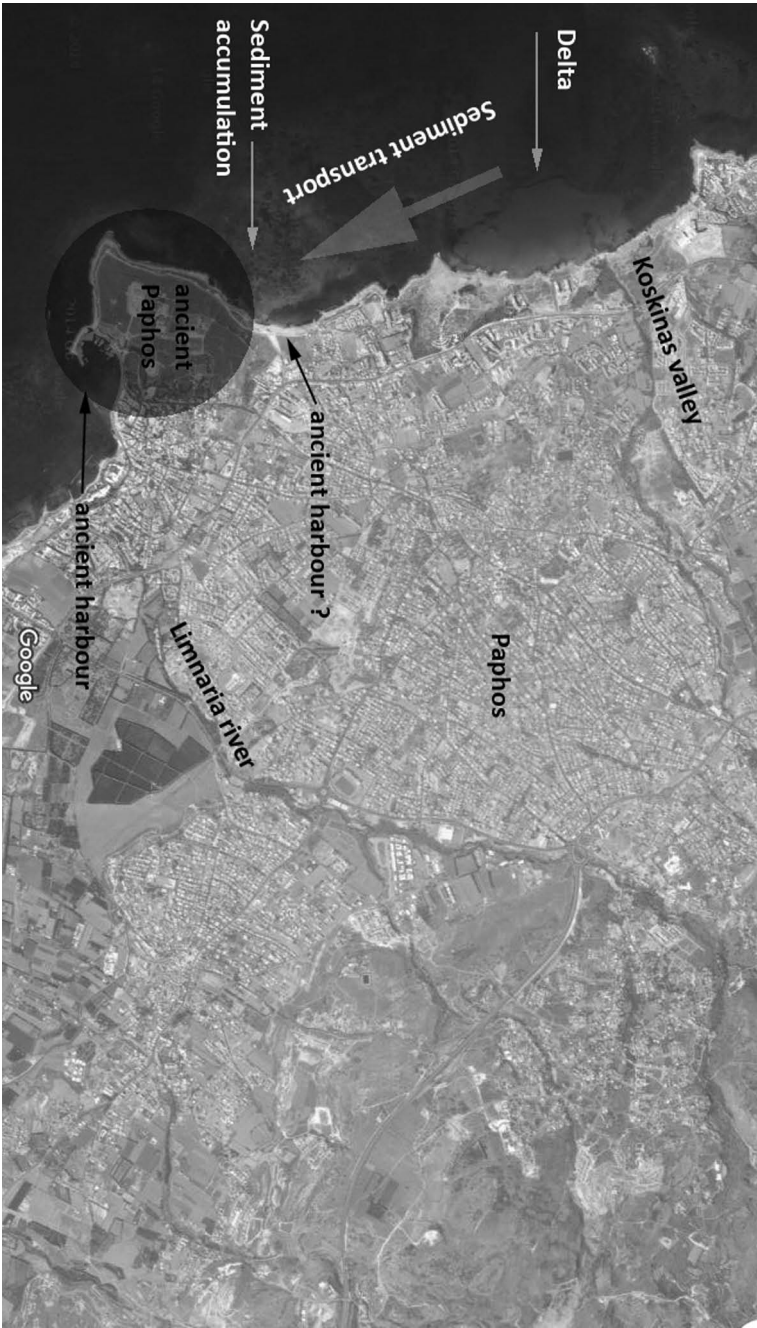 Koskinas valley
Delta
Paphos
Sediment transport
ancient harbour ?
Sediment
accumulation
Limnaria river
ancient
Paphos
ancient harbour
Google